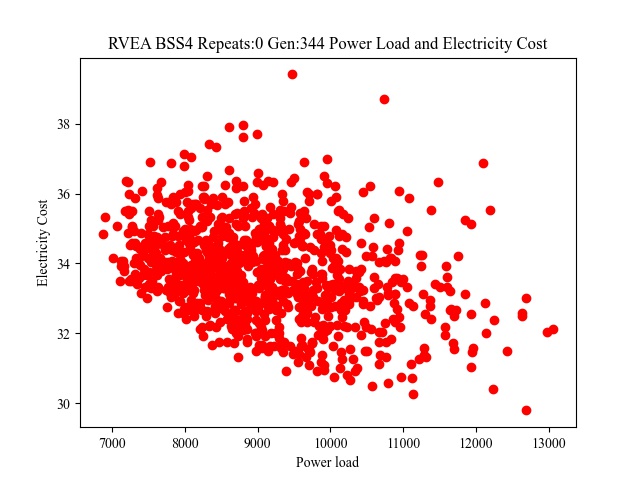 RVEA BSS4 Repeats:0 Gen:344 Power Load and Electricity Cost
38
36
34
32
30
Electricity Cost
7000 8000 9000 10000 11000 12000 13000
Power load